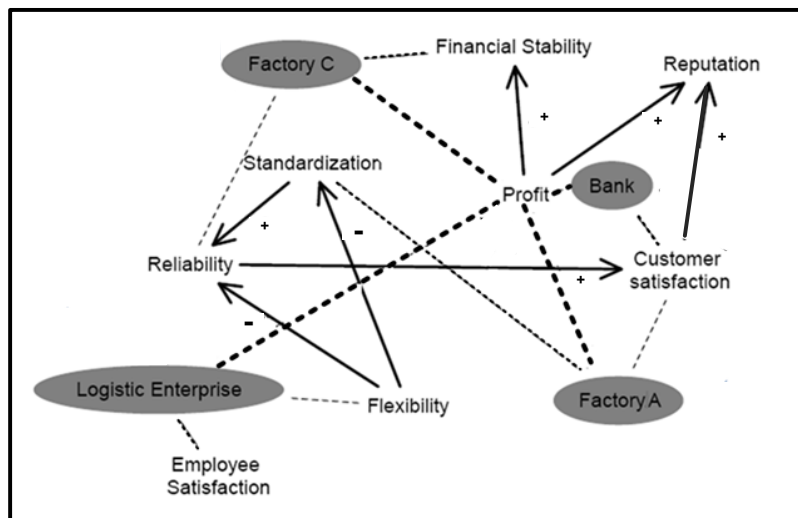 Financial Stability
Factory C
Reputation
+
+
+
Standardization
Profit
Bank
+
-
Reliability
Customer
satisfaction
+
-
Logistic Enterprise
Flexibility
Factory A
Employee
Satisfaction